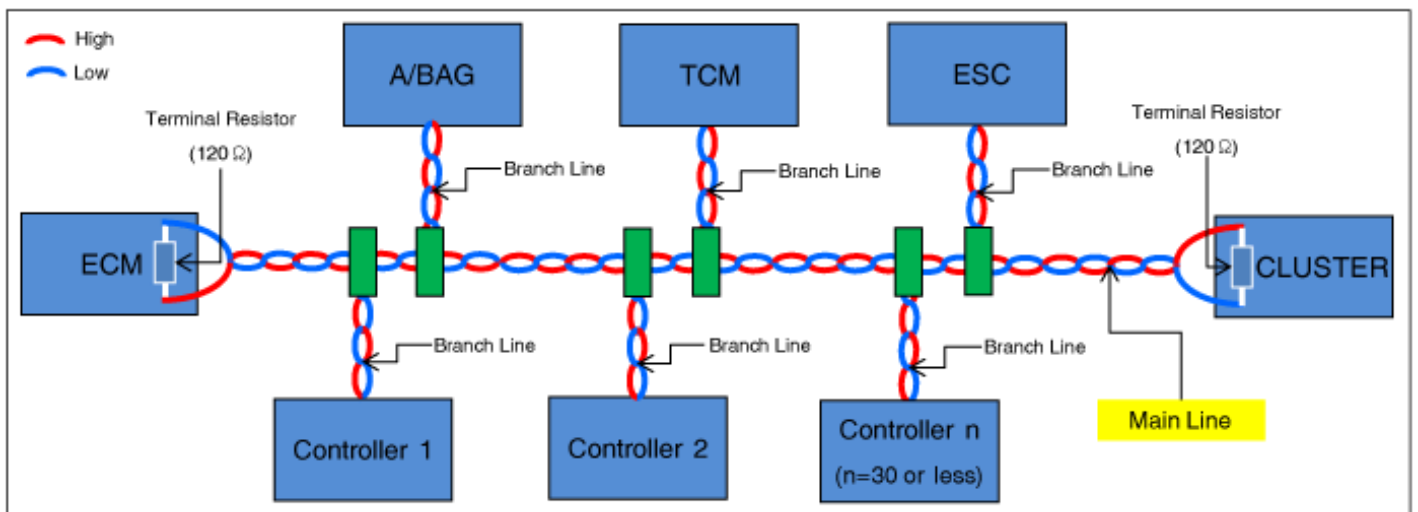 High
Low
A/BAG
TCM
ESC
Terminal Resistor
(120 Ω)
Terminal Resistor
(120 Ω)
Branch Line
Branch Line
Branch Line
ECM
CLUSTER
Branch Line
Branch Line
Branch Line
Main Line
Controller 1
Controller 2
Controller n
(n=30 or less)